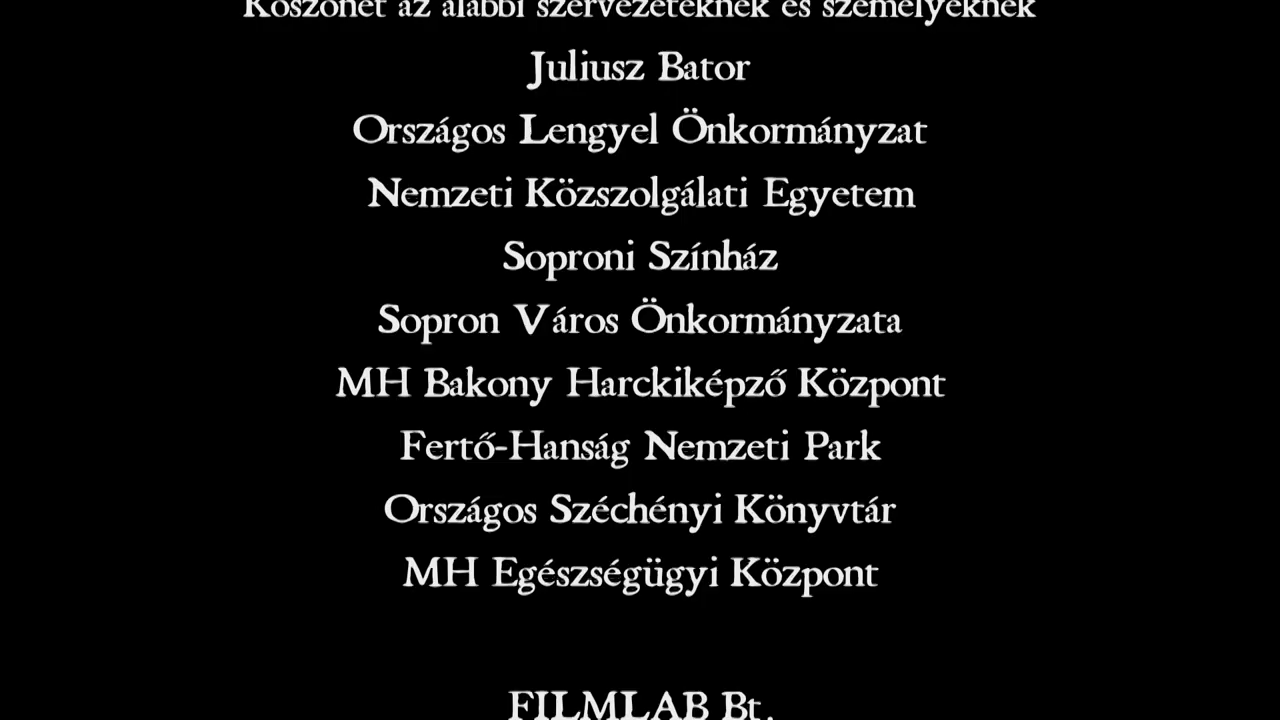 Köszönet az alábbi szervezeteknek és személyeknek
Juliusz Bator
Országos Lengyel Önkormányzat
Nemzeti Közszolgálati Egyetem
Soproni Színház
Sopron Város Önkormányzata
MH Bakony Harckiképző Központ
Fertő-Hanság Nemzeti Park
Országos Széchényi Könyvtár
MH Egészségügyi Központ
FILMLAB Bt.